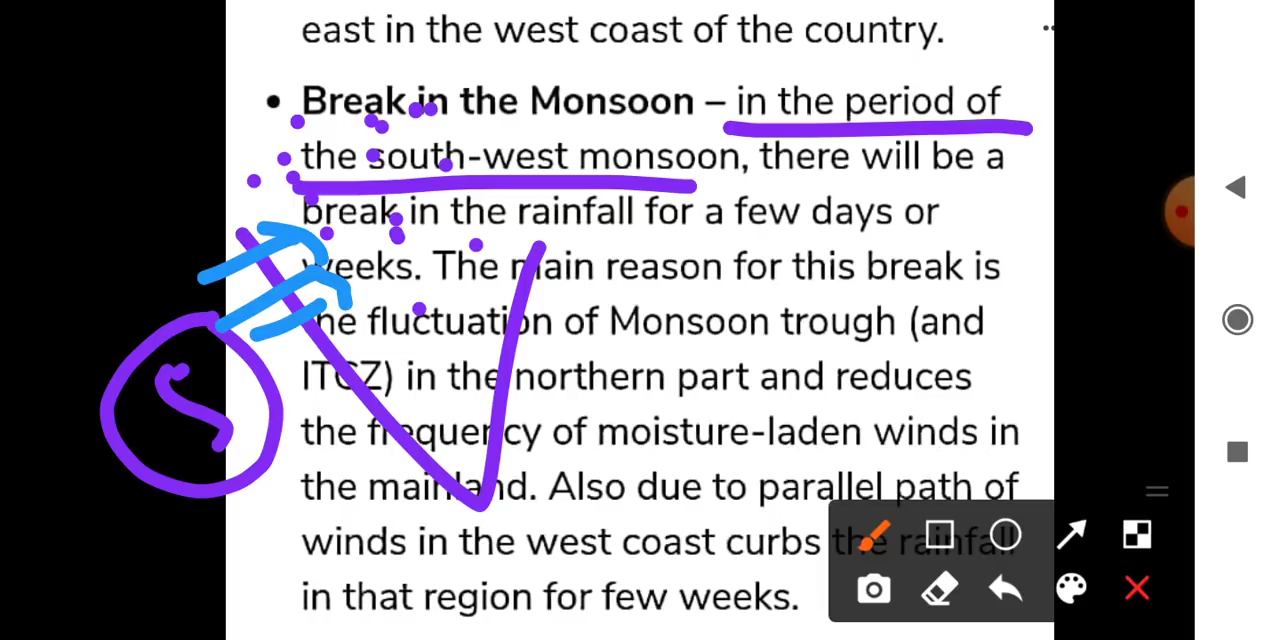 east in the west coast of the country.
• Break in the Monsoon – in the period of
the south-west monsoon, there will be a
break in the rainfall for a few days or
weeks. The main reason for this break is
the fluctuation of Monsoon trough (and
ITCZ) in the northern part and reduces
the frequency of moisture-laden winds in
the mainland. Also due to parallel path of
winds in the west coast curbs the rainfall
in that region for few weeks.
S